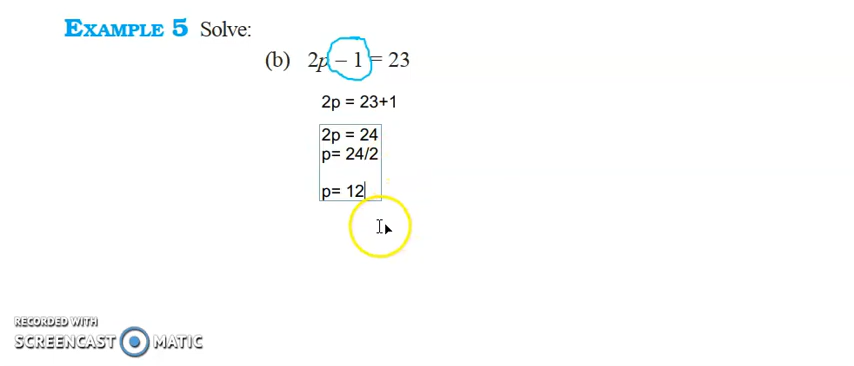 EXAMPLE 5 Solve:
(b) 2p – 1 = 23
2p = 23+1
2p = 24
p= 24/2
p= 12
RECORDED WITH
SCREENCAST MATIC